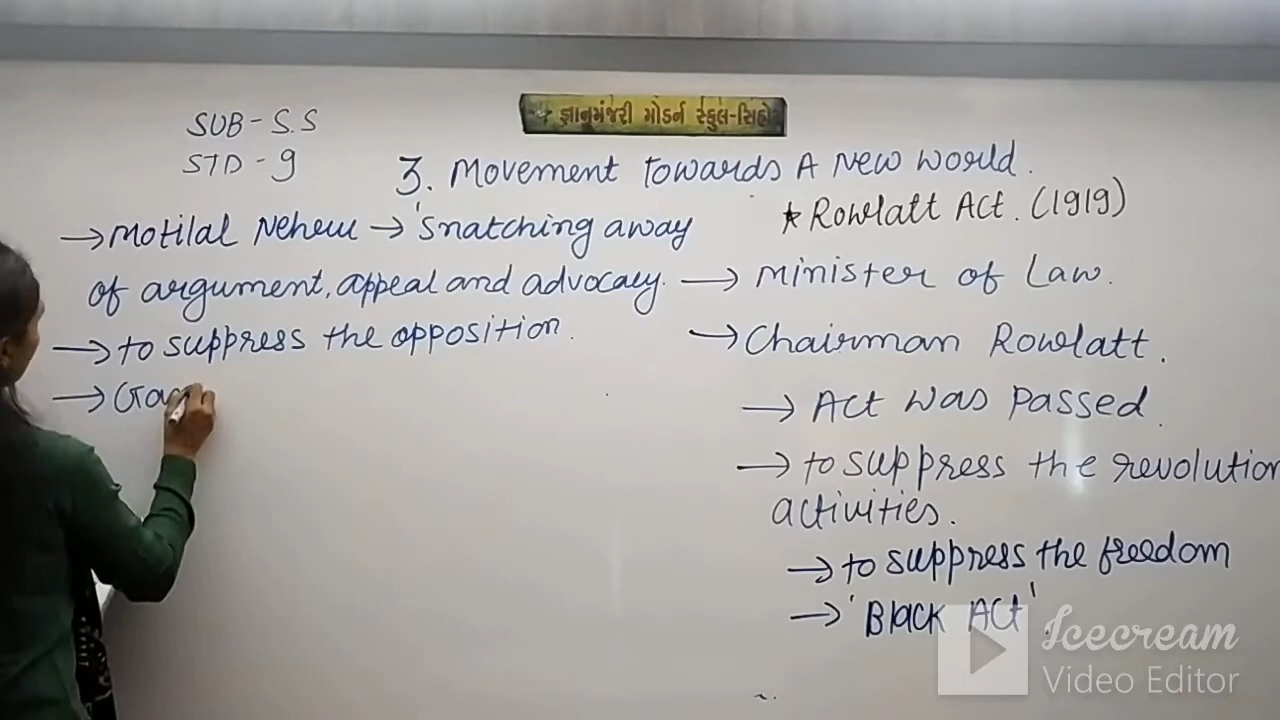 જ્ઞાનમંજરી મોડર્ન સ્કુલ-સિહો
SUB - S.S
STD - 9
3. Movement Towards A New World.
→ Motilal Nehru → 'Snatching away
of argument, appeal and advocacy.
→ to suppress the opposition.
→ Gan
★ Rowlatt Act. (1919)
→ Minister of Law.
→ Chairman Rowlatt.
→ Act was passed.
→ to suppress the revolution
activities.
→ to suppress the freedom
→ 'Black Act'.
Icecream
Video Editor